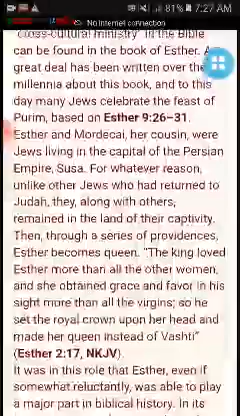 81% 7:27 AM
No Internet connection
"cross-cultural ministry" in the Bible
can be found in the book of Esther. A
great deal has been written over the
millennia about this book, and to this
day many Jews celebrate the feast of
Purim, based on Esther 9:26–31.
Esther and Mordecai, her cousin, were
Jews living in the capital of the Persian
Empire, Susa. For whatever reason,
unlike other Jews who had returned to
Judah, they, along with others,
remained in the land of their captivity.
Then, through a series of providences,
Esther becomes queen. "The king loved
Esther more than all the other women,
and she obtained grace and favor in his
sight more than all the virgins; so he
set the royal crown upon her head and
made her queen instead of Vashti"
(Esther 2:17, NKJV).
It was in this role that Esther, even if
somewhat reluctantly, was able to play
a major part in biblical history. In its